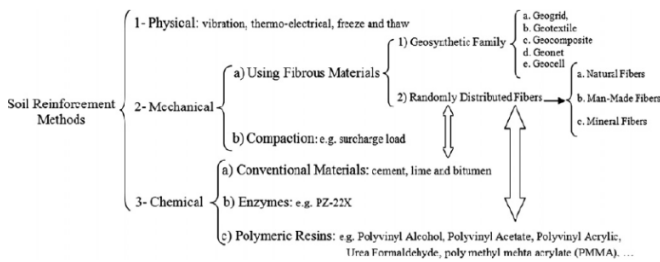 Soil Reinforcement
Methods
1- Physical: vibration, thermo-electrical, freeze and thaw
2- Mechanical
a) Using Fibrous Materials
1) Geosynthetic Family
a. Geogrid,
b. Geotextile
c. Geocomposite
d. Geonet
e. Geocell
2) Randomly Distributed Fibers
a. Natural Fibers
b. Man-Made Fibers
c. Mineral Fibers
b) Compaction: e.g. surcharge load
3- Chemical
a) Conventional Materials: cement, lime and bitumen
b) Enzymes: e.g. PZ-22X
c) Polymeric Resins: e.g. Polyvinyl Alcohol, Polyvinyl Acetate, Polyvinyl Acrylic,
Urea Formaldehyde, poly methyl mehta acrylate (PMMA). …